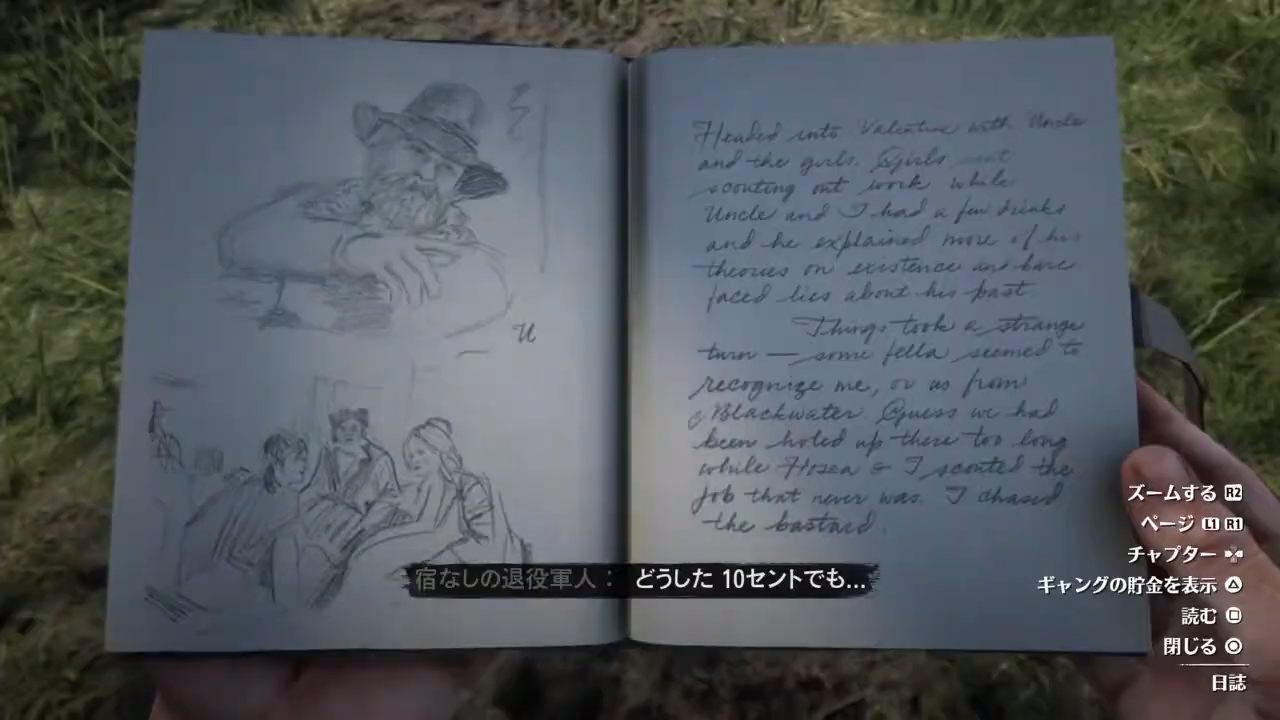 Headed into Valentine with Uncle
and the girls. Girls went
scouting out work while
Uncle and I had a few drinks
and he explained more of his
theories on existence and bare
faced lies about his past
Things took a strange
turn — some fella seemed to
recognize me, or us from
Blackwater. Guess we had
been holed up there too long
while Hosea & I scouted the
job that never was. I chased
the bastard.
U
宿なしの退役軍人： どうした 10セントでも...
ズームする R2
ページ L1 R1
チャプター
ギャングの貯金を表示
読む
閉じる
日誌